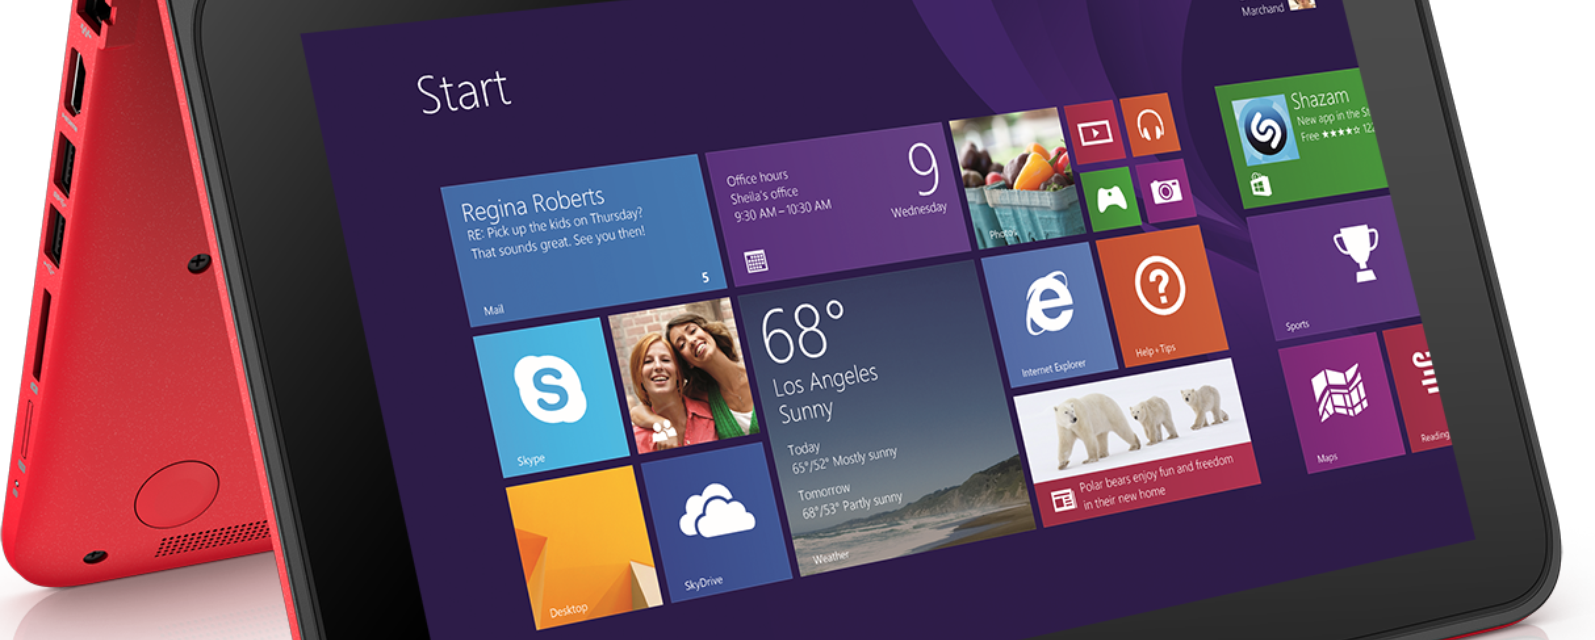 Marchand
Start
Regina Roberts
RE: Pick up the kids on Thursday?
That sounds great. See you then!
5
Mail
Office hours
Sheila's office
9:30 AM – 10:30 AM
9
Wednesday
Photos
Shazam
New app in the St
Free ★★★★☆ 12
Sports
Skype
68°
Los Angeles
Sunny
Today
65°/52° Mostly sunny
Tomorrow
68°/53° Partly sunny
Weather
Internet Explorer
Help+Tips
Polar bears enjoy fun and freedom
in their new home
Maps
Reading
Desktop
SkyDrive